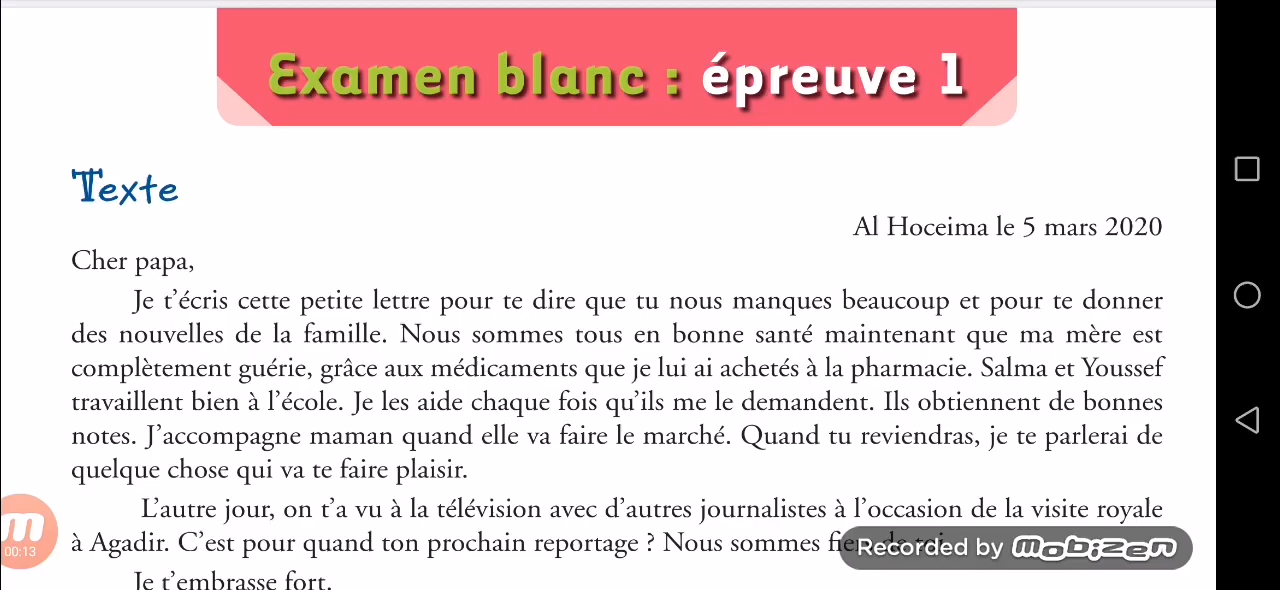 Examen blanc : épreuve 1
Texte
Al Hoceima le 5 mars 2020
Cher papa,
Je t'écris cette petite lettre pour te dire que tu nous manques beaucoup et pour te donner
des nouvelles de la famille. Nous sommes tous en bonne santé maintenant que ma mère est
complètement guérie, grâce aux médicaments que je lui ai achetés à la pharmacie. Salma et Youssef
travaillent bien à l'école. Je les aide chaque fois qu'ils me le demandent. Ils obtiennent de bonnes
notes. J'accompagne maman quand elle va faire le marché. Quand tu reviendras, je te parlerai de
quelque chose qui va te faire plaisir.
L'autre jour, on t'a vu à la télévision avec d'autres journalistes à l'occasion de la visite royale
à Agadir. C'est pour quand ton prochain reportage ? Nous sommes
Je t'embrasse fort.
00:13
Recorded by mobizen